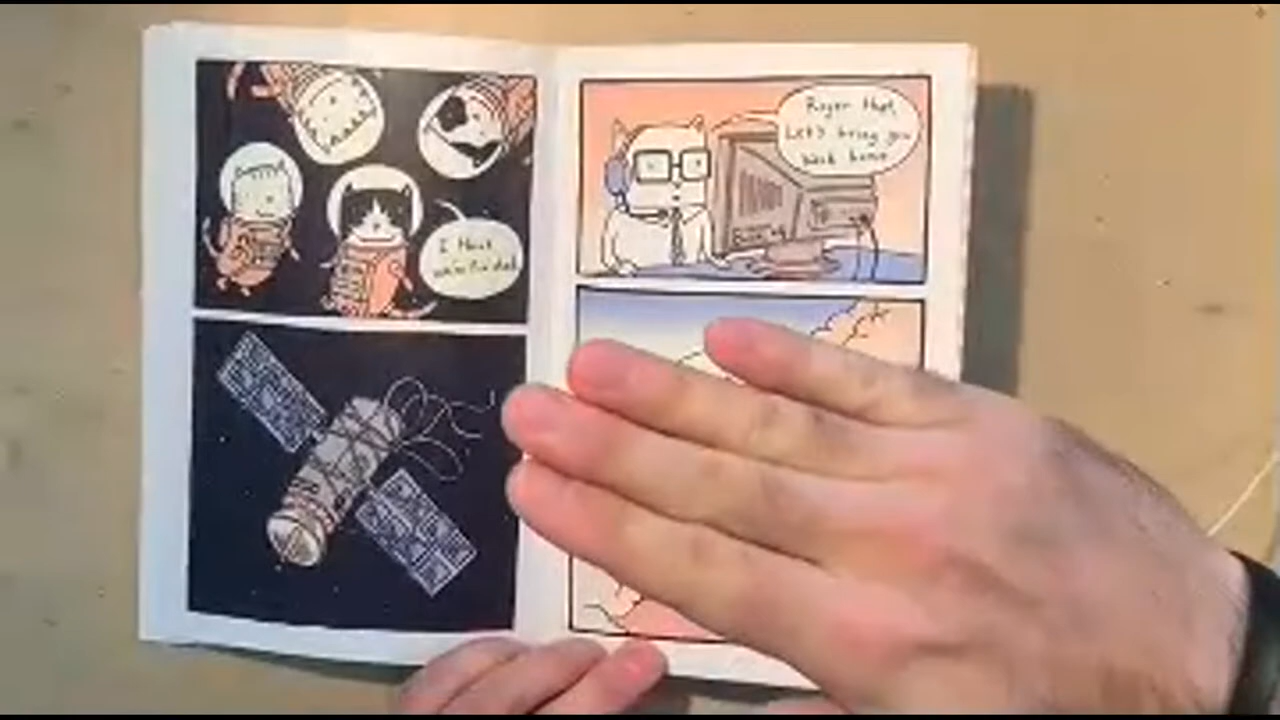 I think
we're finished
Roger that,
Let's bring you
back home